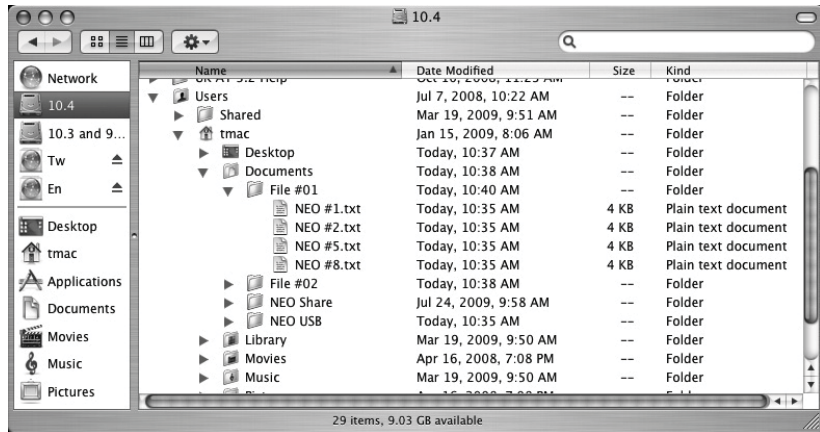 10.4
Network
10.4
10.3 and 9...
Tw
En
Desktop
tmac
Applications
Documents
Movies
Music
Pictures
Name Date Modified Size Kind
Users Jul 7, 2008, 10:22 AM -- Folder
Shared Mar 19, 2009, 9:51 AM -- Folder
tmac Jan 15, 2009, 8:06 AM -- Folder
Desktop Today, 10:37 AM -- Folder
Documents Today, 10:38 AM -- Folder
File #01 Today, 10:40 AM -- Folder
NEO #1.txt Today, 10:35 AM 4 KB Plain text document
NEO #2.txt Today, 10:35 AM 4 KB Plain text document
NEO #5.txt Today, 10:35 AM 4 KB Plain text document
NEO #8.txt Today, 10:35 AM 4 KB Plain text document
File #02 Today, 10:38 AM -- Folder
NEO Share Jul 24, 2009, 9:58 AM -- Folder
NEO USB Today, 10:35 AM -- Folder
Library Mar 19, 2009, 9:50 AM -- Folder
Movies Apr 16, 2008, 7:08 PM -- Folder
Music Mar 19, 2009, 9:50 AM -- Folder
29 items, 9.03 GB available